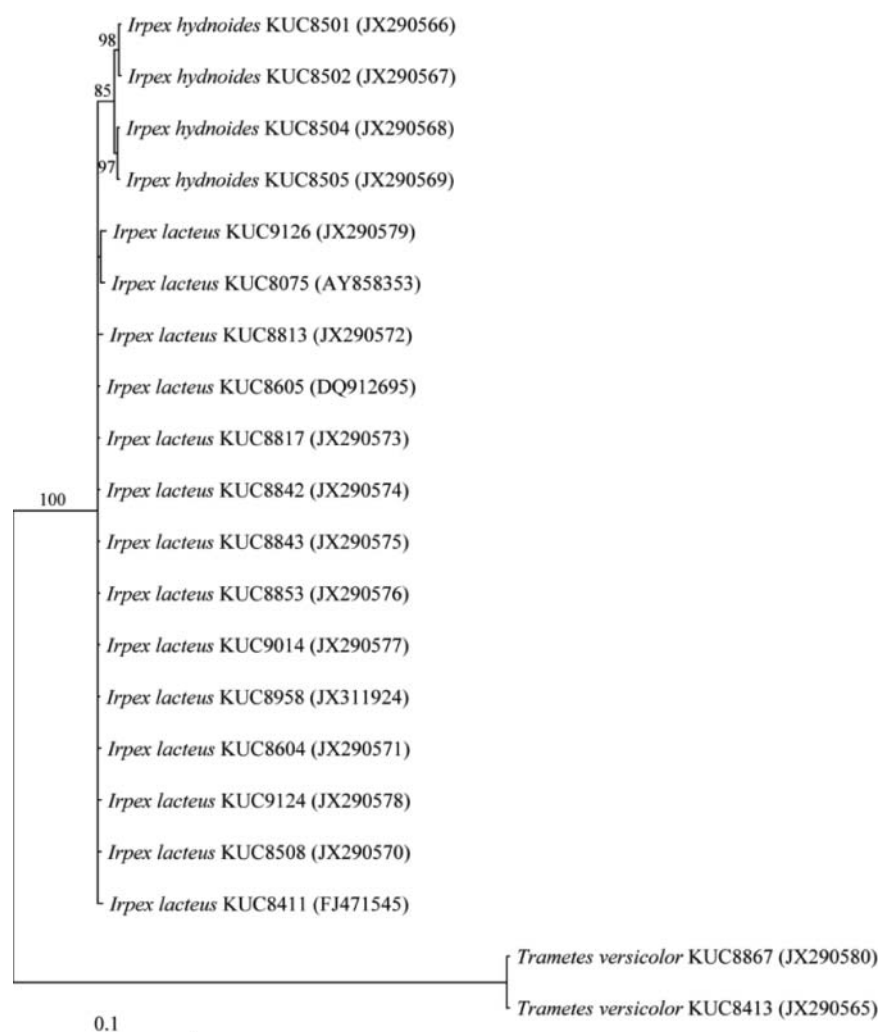 Irpex hydnoides KUC8501 (JX290566)
98
Irpex hydnoides KUC8502 (JX290567)
85
Irpex hydnoides KUC8504 (JX290568)
97
Irpex hydnoides KUC8505 (JX290569)
Irpex lacteus KUC9126 (JX290579)
Irpex lacteus KUC8075 (AY858353)
Irpex lacteus KUC8813 (JX290572)
Irpex lacteus KUC8605 (DQ912695)
Irpex lacteus KUC8817 (JX290573)
Irpex lacteus KUC8842 (JX290574)
100
Irpex lacteus KUC8843 (JX290575)
Irpex lacteus KUC8853 (JX290576)
Irpex lacteus KUC9014 (JX290577)
Irpex lacteus KUC8958 (JX311924)
Irpex lacteus KUC8604 (JX290571)
Irpex lacteus KUC9124 (JX290578)
Irpex lacteus KUC8508 (JX290570)
Irpex lacteus KUC8411 (FJ471545)
Trametes versicolor KUC8867 (JX290580)
Trametes versicolor KUC8413 (JX290565)
0.1